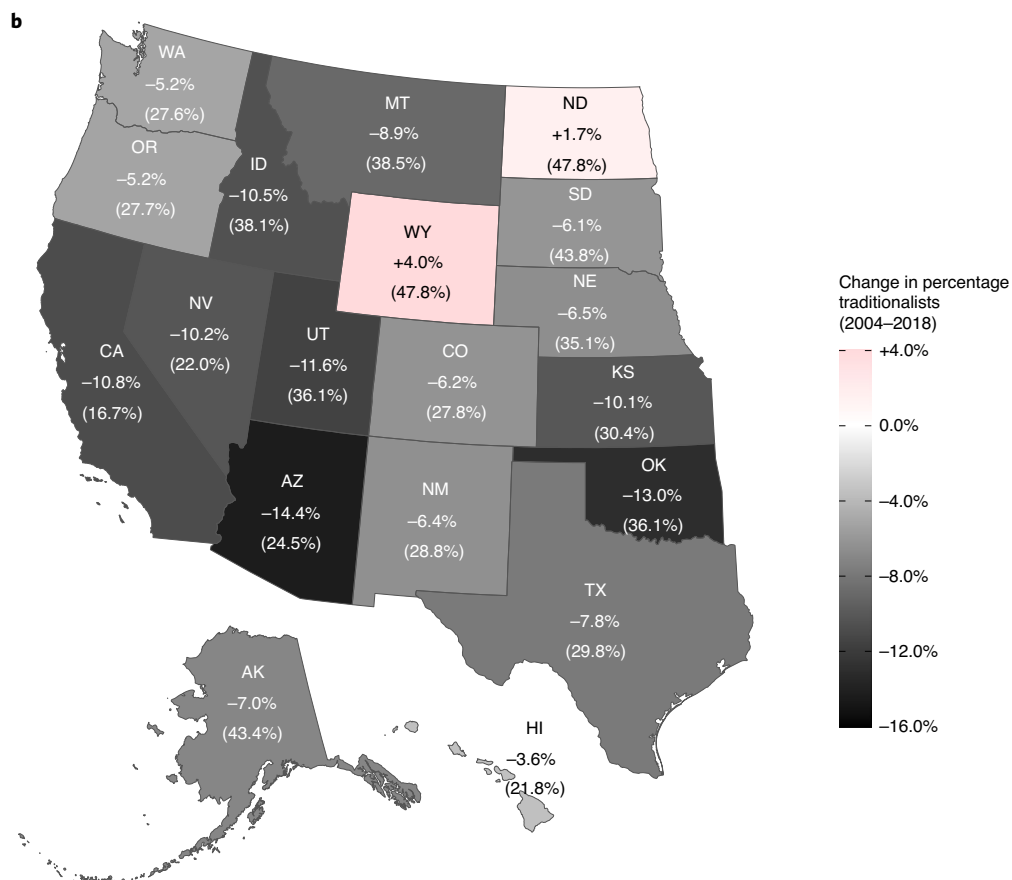 b
WA
–5.2%
(27.6%)
OR
–5.2%
(27.7%)
ID
–10.5%
(38.1%)
MT
–8.9%
(38.5%)
ND
+1.7%
(47.8%)
SD
–6.1%
(43.8%)
WY
+4.0%
(47.8%)
NE
–6.5%
(35.1%)
CA
–10.8%
(16.7%)
NV
–10.2%
(22.0%)
UT
–11.6%
(36.1%)
CO
–6.2%
(27.8%)
KS
–10.1%
(30.4%)
AZ
–14.4%
(24.5%)
NM
–6.4%
(28.8%)
OK
–13.0%
(36.1%)
TX
–7.8%
(29.8%)
AK
–7.0%
(43.4%)
HI
–3.6%
(21.8%)
Change in percentage
traditionalists
(2004–2018)
+4.0%
0.0%
–4.0%
–8.0%
–12.0%
–16.0%